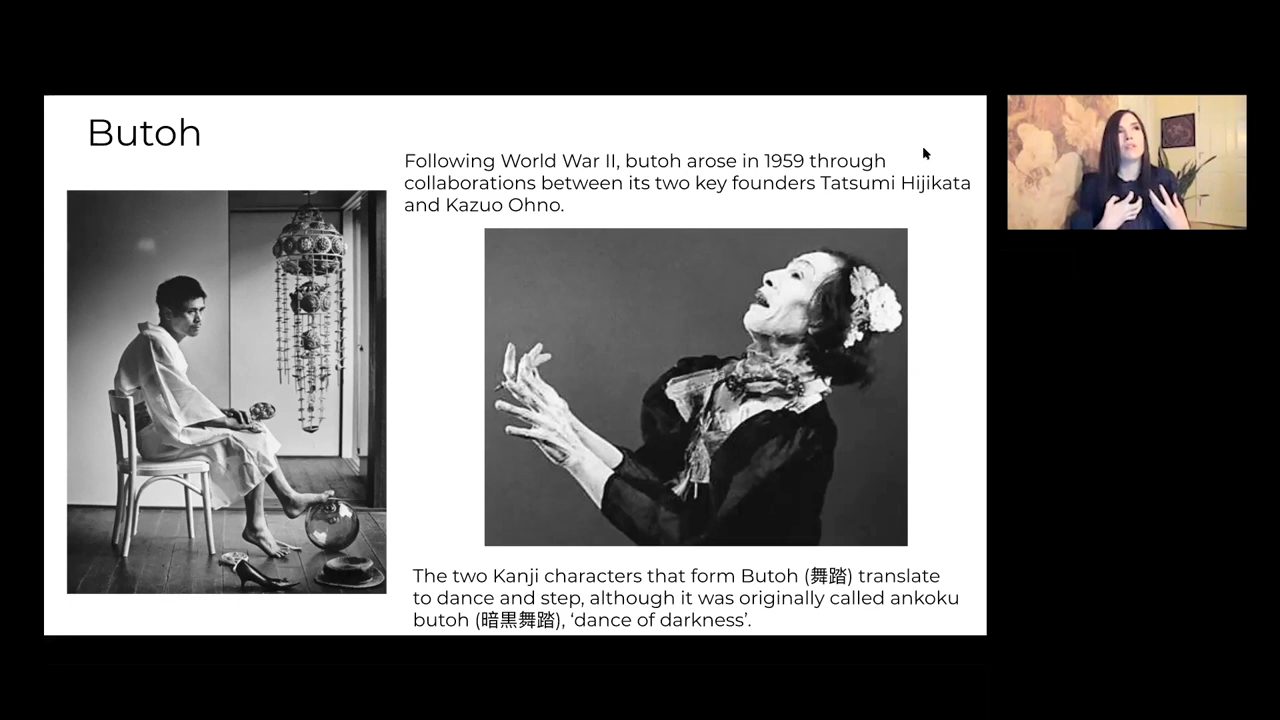 Butoh
Following World War II, butoh arose in 1959 through
collaborations between its two key founders Tatsumi Hijikata
and Kazuo Ohno.
The two Kanji characters that form Butoh (舞踏) translate
to dance and step, although it was originally called ankoku
butoh (暗黒舞踏), ‘dance of darkness’.